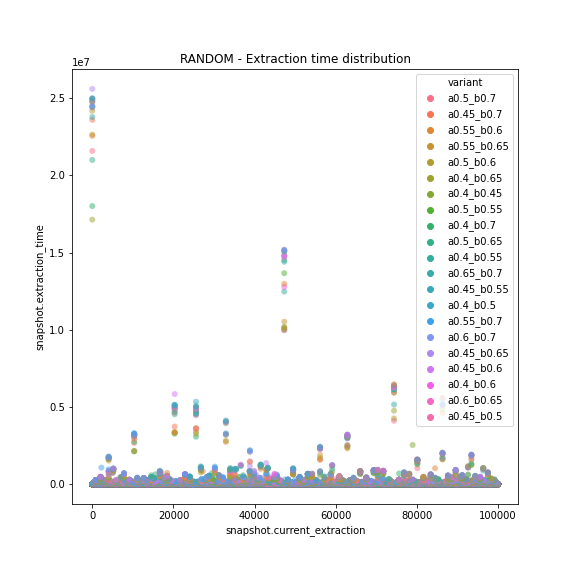 RANDOM - Extraction time distribution
1e7
snapshot.extraction_time
2.5
2.0
1.5
1.0
0.5
0.0
0
20000
40000
60000
80000
100000
snapshot.current_extraction
variant
a0.5_b0.7
a0.45_b0.7
a0.55_b0.6
a0.55_b0.65
a0.5_b0.6
a0.4_b0.65
a0.4_b0.45
a0.5_b0.55
a0.4_b0.7
a0.5_b0.65
a0.4_b0.55
a0.65_b0.7
a0.45_b0.55
a0.4_b0.5
a0.55_b0.7
a0.6_b0.7
a0.45_b0.65
a0.45_b0.6
a0.4_b0.6
a0.6_b0.65
a0.45_b0.5